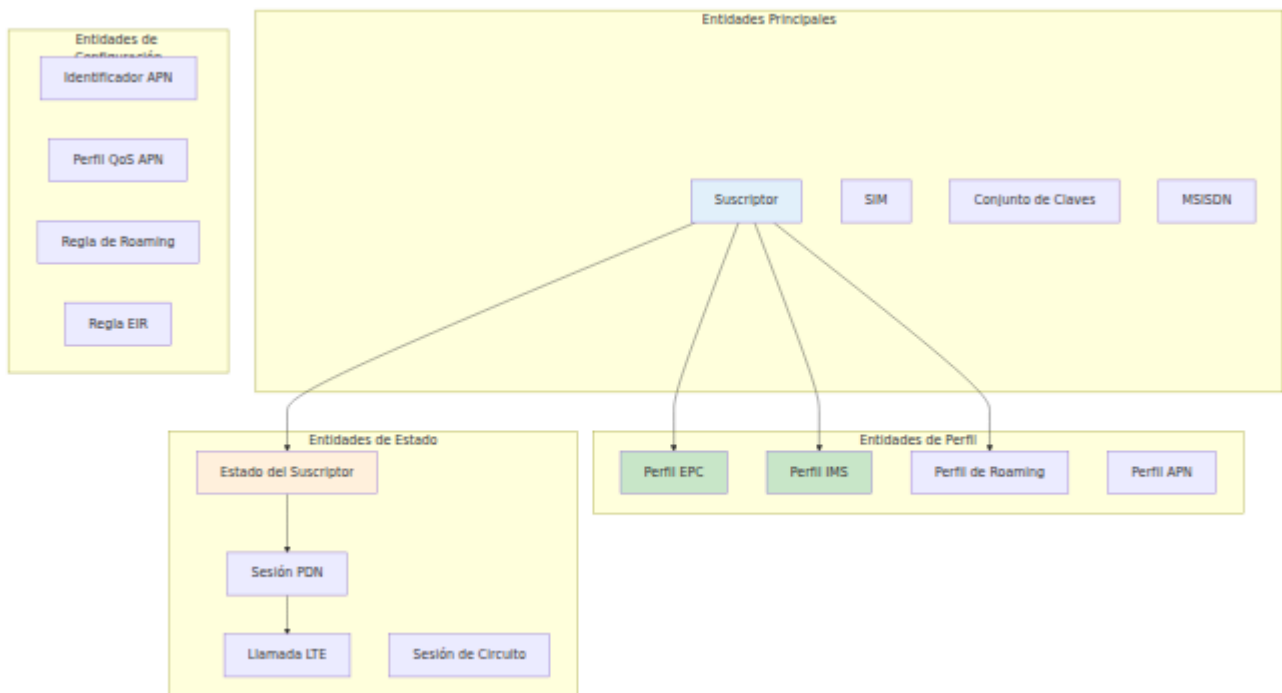 Entidades Principales
Entidades de
Configuración
Identificador APN
Perfil QoS APN
Regla de Roaming
Regla EIR
Suscriptor
SIM
Conjunto de Claves
MSISDN
Entidades de Estado
Estado del Suscriptor
Sesión PDN
Llamada LTE
Sesión de Circuito
Entidades de Perfil
Perfil EPC
Perfil IMS
Perfil de Roaming
Perfil APN